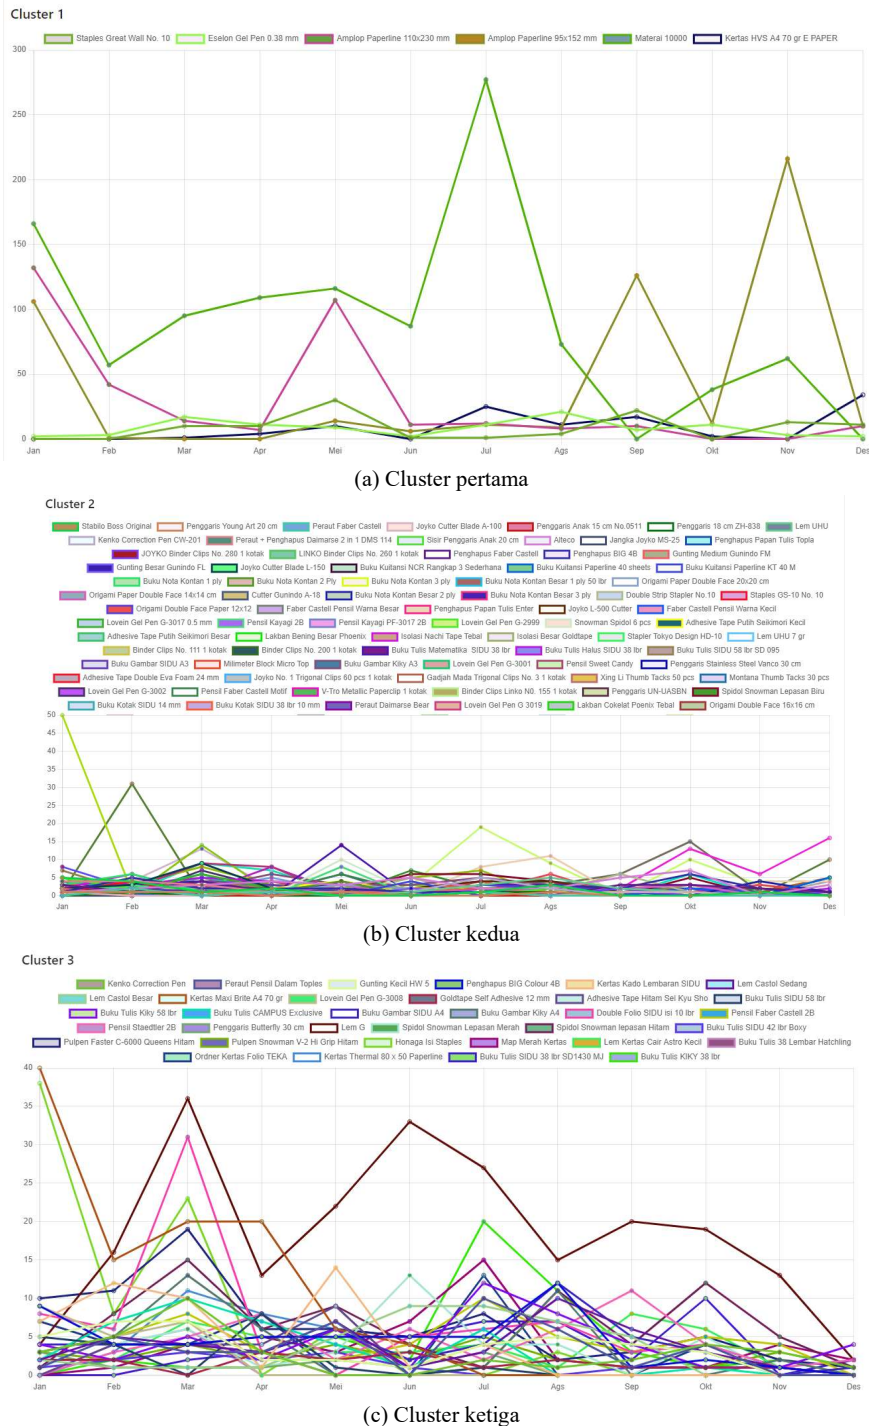 Cluster 1
Staples Great Wall No. 10 Eselon Gel Pen 0.38 mm Amplop Paperline 110x230 mm Amplop Paperline 95x152 mm Materai 10000 Kertas HVS A4 70 gr E PAPER
300
250
200
150
100
50
0
Jan Feb Mar Apr Mei Jun Jul Ags Sep Okt Nov Des
(a) Cluster pertama
Cluster 2
Stabilo Boss Original Penggaris Young Art 20 cm Peraut Faber Castell Joyko Cutter Blade A-100 Penggaris Anak 15 cm No.0511 Penggaris 18 cm ZH-838 Lem UHU
Kenko Correction Pen CW-201 Peraut + Penghapus Daimarse 2 in 1 DMS 114 Sisir Penggaris Anak 20 cm Alteco Jangka Joyko MS-25 Penghapus Papan Tulis Topla
JOYKO Binder Clips No. 280 1 kotak LINKO Binder Clips No. 260 1 kotak Penghapus Faber Castell Penghapus BIG 4B Gunting Medium Gunindo FM
Gunting Besar Gunindo FL Joyko Cutter Blade L-150 Buku Kuitansi NCR Rangkap 3 Sederhana Buku Kuitansi Paperline 40 sheets Buku Kuitansi Paperline KT 40 M
Buku Nota Kontan 1 ply Buku Nota Kontan 2 Ply Buku Nota Kontan 3 ply Buku Nota Kontan Besar 1 ply 50 lbr Origami Paper Double Face 20x20 cm
Origami Paper Double Face 14x14 cm Cutter Gunindo A-18 Buku Nota Kontan Besar 2 ply Buku Nota Kontan Besar 3 ply Double Strip Stapler No.10 Staples GS-10 No. 10
Origami Double Face Paper 12x12 Faber Castell Pensil Warna Besar Penghapus Papan Tulis Enter Joyko L-500 Cutter Faber Castell Pensil Warna Kecil
Lovein Gel Pen G-3017 0.5 mm Pensil Kayagi 2B Pensil Kayagi PF-3017 2B Lovein Gel Pen G-2999 Snowman Spidol 6 pcs Adhesive Tape Putih Seikimori Kecil
Adhesive Tape Putih Seikimori Besar Lakban Bening Besar Phoenix Isolasi Nachi Tape Tebal Isolasi Besar Goldtape Stapler Tokyo Design HD-10 Lem UHU 7 gr
Binder Clips No. 111 1 kotak Binder Clips No. 200 1 kotak Buku Tulis Matematika SIDU 38 lbr Buku Tulis Halus SIDU 38 lbr Buku Tulis 58 lbr SD 095
Buku Gambar SIDU A3 Milimeter Block Micro Top Buku Gambar Kiky A3 Lovein Gel Pen G-3001 Pensil Sweet Candy Penggaris Stainless Steel Vanco 30 cm
Adhesive Tape Double Eva Foam 24 mm Joyko No. 1 Trigonal Clips 60 pcs 1 kotak Gadjah Mada Trigonal Clips No. 3 1 kotak Xing Li Thumb Tacks 50 pcs Montana Thumb Tacks 30 pcs
Lovein Gel Pen G-3002 Pensil Faber Castell Motif V-Tro Metallic Paperclip 1 kotak Binder Clips Linko N0. 155 1 kotak Penggaris UN-UASBN Spidol Snowman Lepasan Biru
Buku Kotak SIDU 14 mm Buku Kotak SIDU 38 lbr 10 mm Peraut Daimarse Bear Lovein Gel Pen G 3019 Lakban Cokelat Poenix Tebal Origami Double Face 16x16 cm
50
45
40
35
30
25
20
15
10
5
0
Jan Feb Mar Apr Mei Jun Jul Ags Sep Okt Nov Des
(b) Cluster kedua
Cluster 3
Kenko Correction Pen Peraut Pensil Dalam Toples Gunting Kecil HW 5 Penghapus BIG Colour 4B Kertas Kado Lembaran SIDU Lem Castol Sedang
Lem Castol Besar Kertas Maxi Brite A4 70 gr Lovein Gel Pen G-3008 Goldtape Self Adhesive 12 mm Adhesive Tape Hitam Sei Kyu Sho Buku Tulis SIDU 58 lbr
Buku Tulis Kiky 58 lbr Buku Tulis CAMPUS Exclusive Buku Gambar SIDU A4 Buku Gambar Kiky A4 Double Folio SIDU isi 10 lbr Pensil Faber Castell 2B
Pensil Staedtler 2B Penggaris Butterfly 30 cm Lem G Spidol Snowman Lepasan Merah Spidol Snowman lepasan Hitam Buku Tulis SIDU 42 lbr Boxy
Pulpen Faster C-6000 Queens Hitam Pulpen Snowman V-2 Hi Grip Hitam Honaga Isi Staples Map Merah Kertas Lem Kertas Cair Astro Kecil Buku Tulis 38 Lembar Hatchling
Ordner Kertas Folio TEKA Kertas Thermal 80 x 50 Paperline Buku Tulis SIDU 38 lbr SD1430 MJ Buku Tulis KIKY 38 lbr
40
35
30
25
20
15
10
5
0
Jan Feb Mar Apr Mei Jun Jul Ags Sep Okt Nov Des
(c) Cluster ketiga